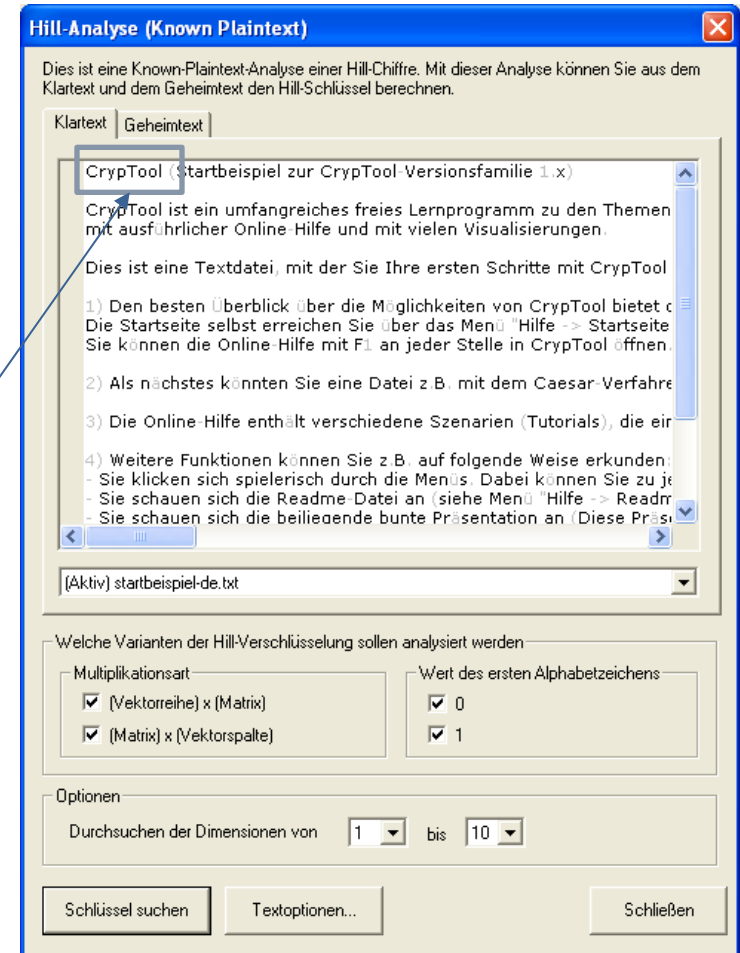 Hill-Analyse (Known Plaintext)
Dies ist eine Known-Plaintext-Analyse einer Hill-Chiffre. Mit dieser Analyse können Sie aus dem
Klartext und dem Geheimtext den Hill-Schlüssel berechnen.
Klartext Geheimtext
CrypTool (Startbeispiel zur CrypTool-Versionsfamilie 1.x)
CrypTool ist ein umfangreiches freies Lernprogramm zu den Themen
mit ausführlicher Online-Hilfe und mit vielen Visualisierungen.
Dies ist eine Textdatei, mit der Sie Ihre ersten Schritte mit CrypTool
1) Den besten Überblick über die Möglichkeiten von CrypTool bietet
Die Startseite selbst erreichen Sie über das Menü "Hilfe -> Startseite
Sie können die Online-Hilfe mit F1 an jeder Stelle in CrypTool öffnen.
2) Als nächstes könnten Sie eine Datei z.B. mit dem Caesar-Verfahre
3) Die Online-Hilfe enthält verschiedene Szenarien (Tutorials), die eir
4) Weitere Funktionen können Sie z.B. auf folgende Weise erkunden:
- Sie klicken sich spielerisch durch die Menüs. Dabei können Sie zu je
- Sie schauen sich die Readme-Datei an (siehe Menü "Hilfe -> Readm
- Sie schauen sich die beiliegende bunte Präsentation an (Diese Präs
(Aktiv) startbeispiel-de.txt
Welche Varianten der Hill-Verschlüsselung sollen analysiert werden
Multiplikationsart Wert des ersten Alphabetzeichens
(Vektorreihe) x (Matrix) 0
(Matrix) x (Vektorspalte) 1
Optionen
Durchsuchen der Dimensionen von 1 bis 10
Schlüssel suchen Textoptionen... Schließen